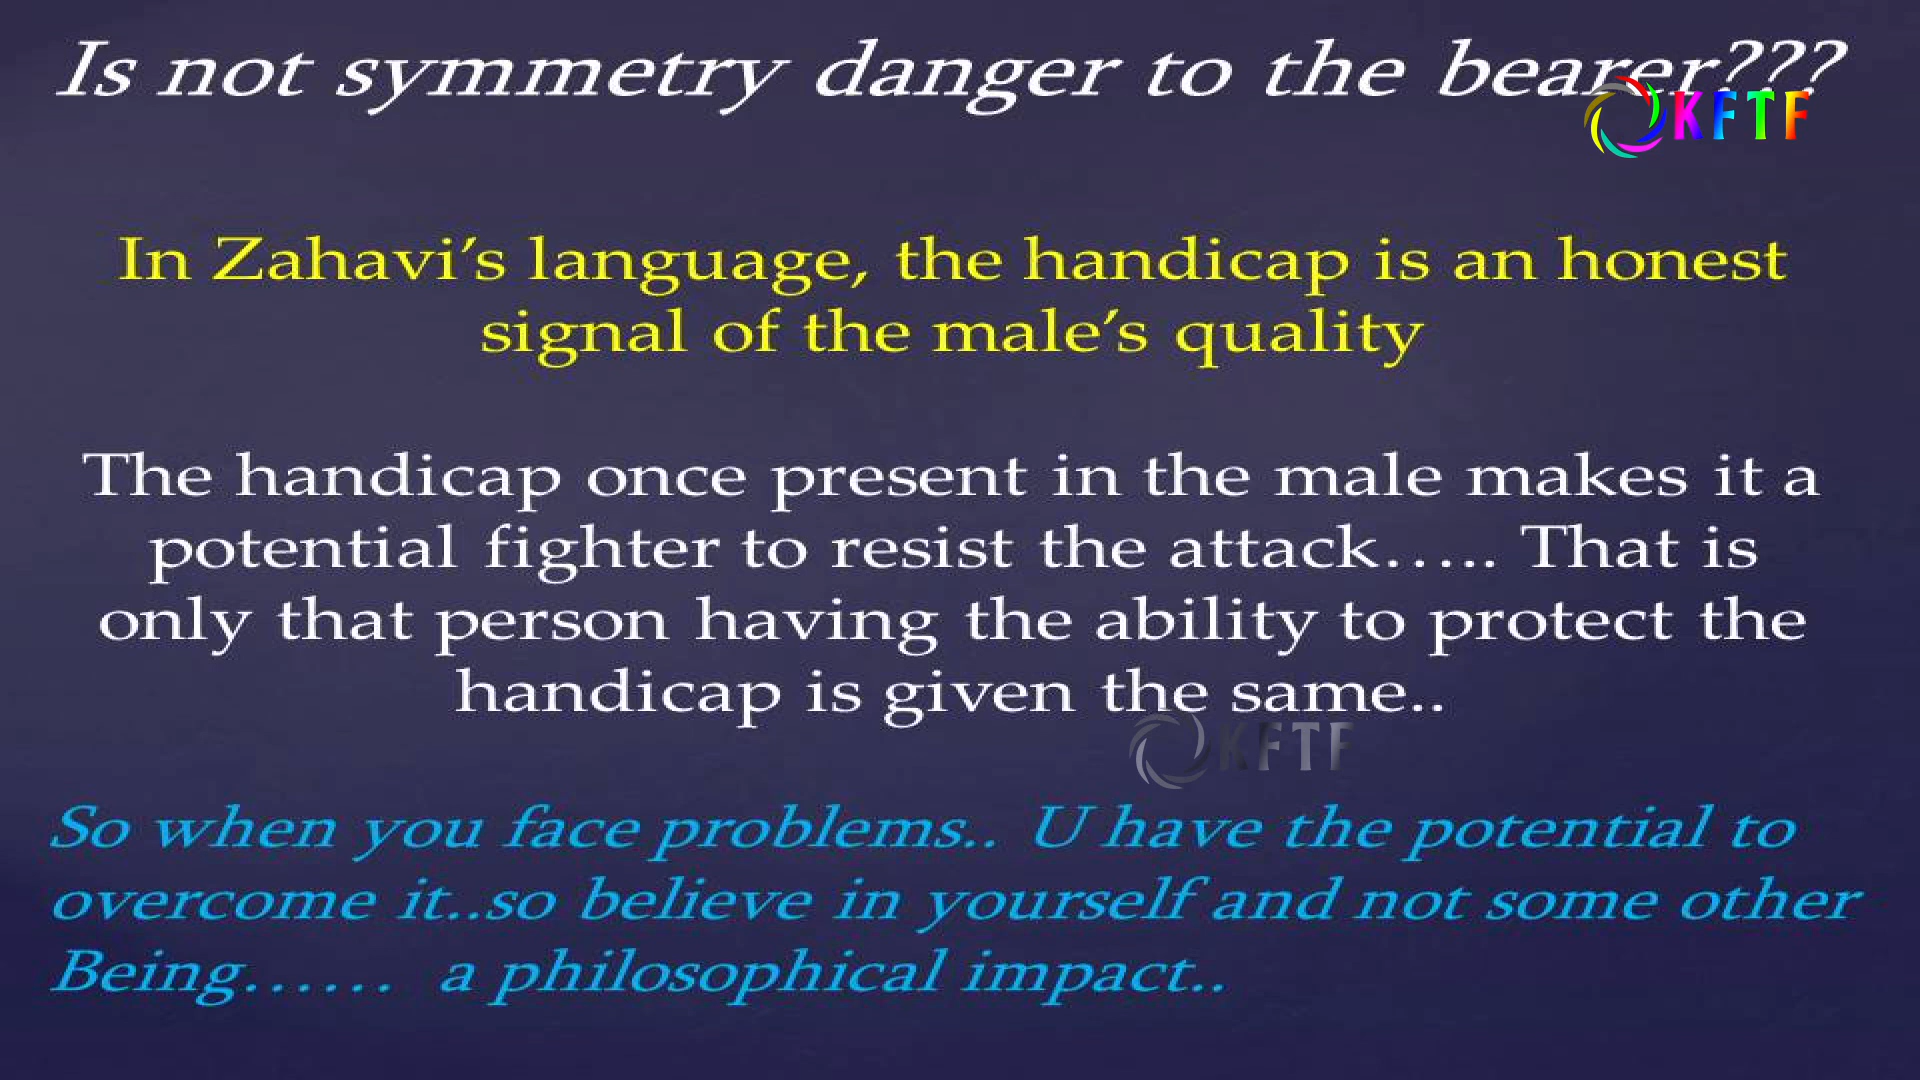 Is not symmetry danger to the bearer???
KFTF
In Zahavi’s language, the handicap is an honest
signal of the male’s quality
The handicap once present in the male makes it a
potential fighter to resist the attack….. That is
only that person having the ability to protect the
handicap is given the same..
KFTF
So when you face problems.. U have the potential to
overcome it..so believe in yourself and not some other
Being…… a philosophical impact..